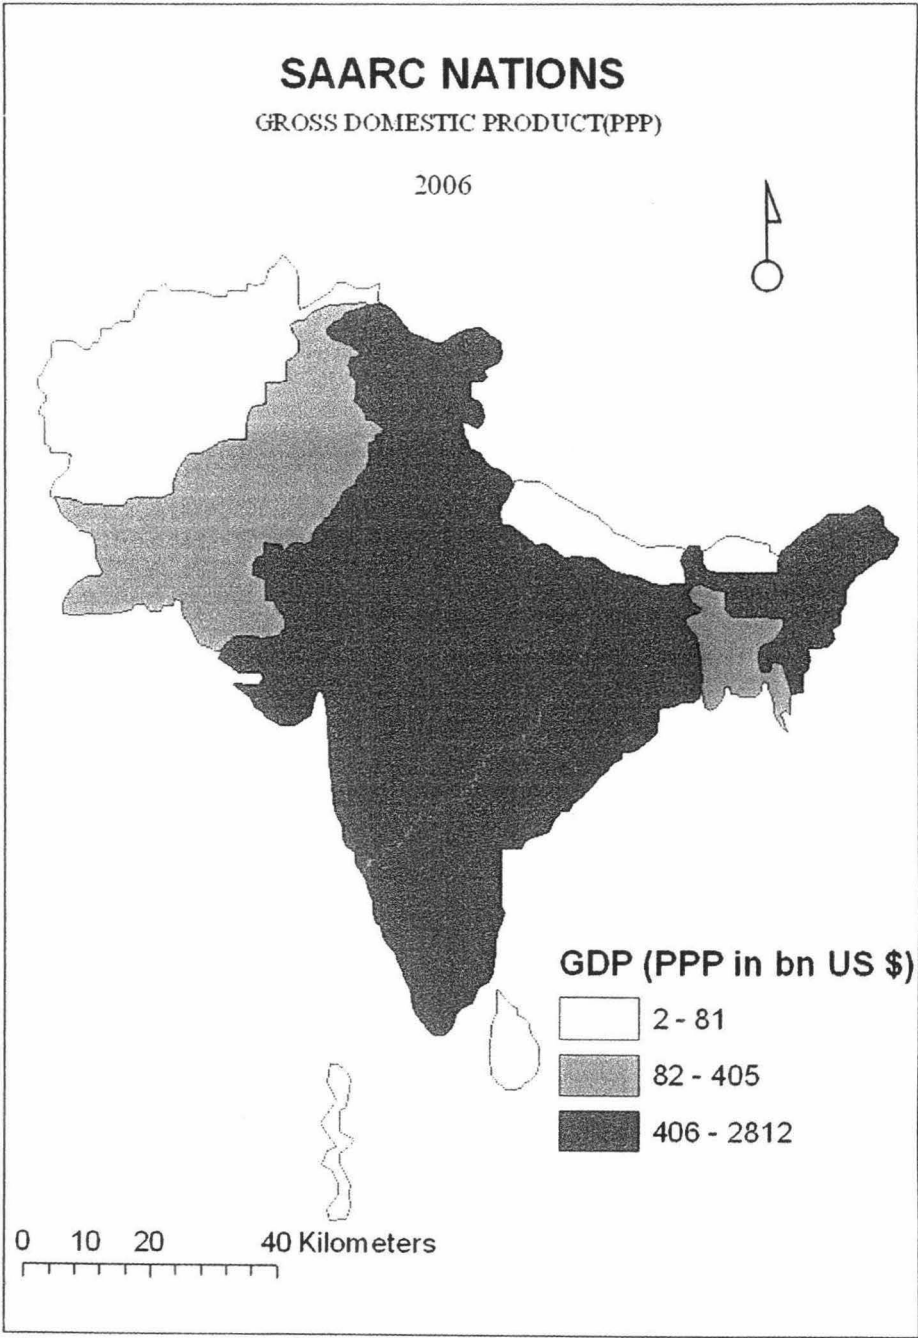 SAARC NATIONS
GROSS DOMESTIC PRODUCT(PPP)
2006
GDP (PPP in bn US $)
2 - 81
82 - 405
406 - 2812
0 10 20 40 Kilometers